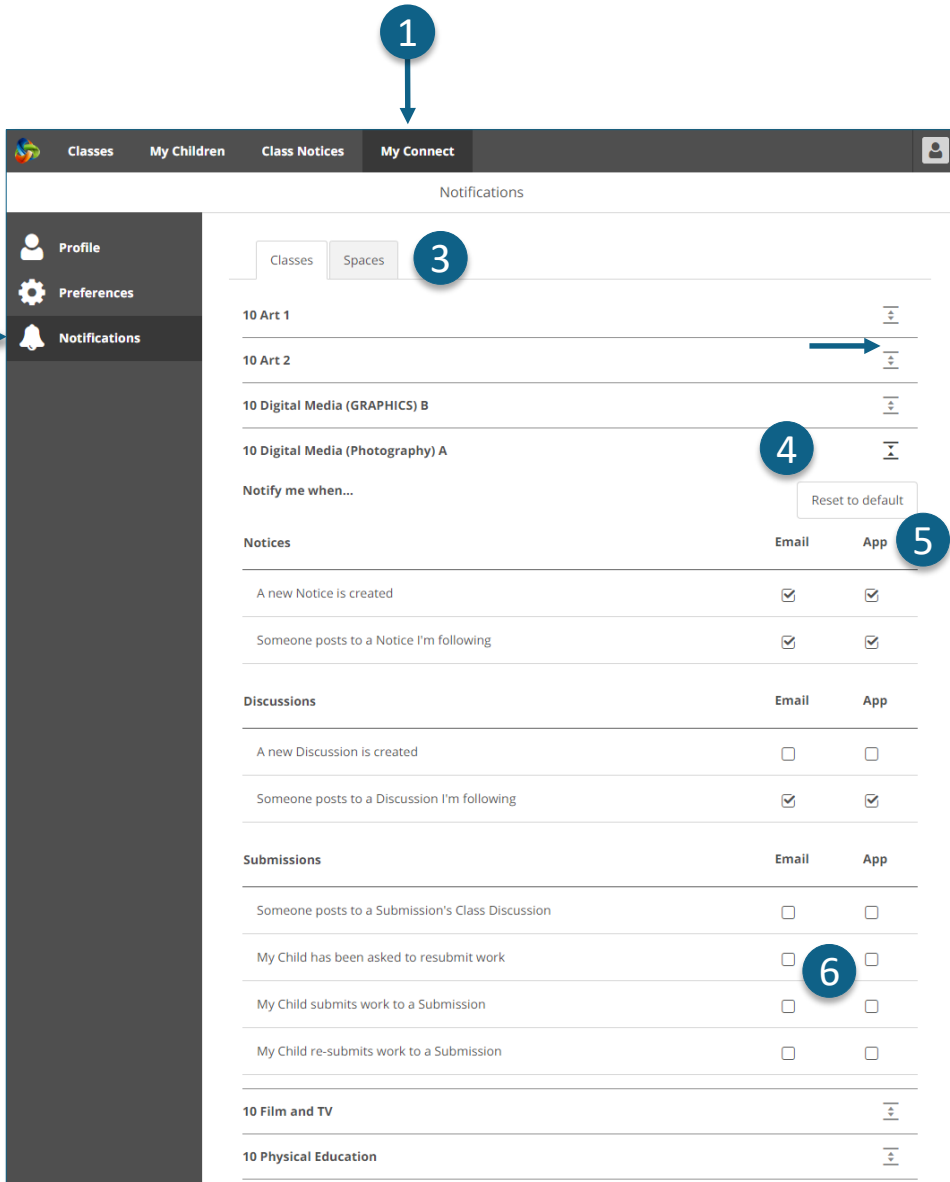 1
Classes My Children Class Notices My Connect
Notifications
Profile
Preferences
Notifications
Classes Spaces 3
10 Art 1
10 Art 2
10 Digital Media (GRAPHICS) B
10 Digital Media (Photography) A 4
Notify me when...
Reset to default
Notices Email App 5
A new Notice is created
Someone posts to a Notice I'm following
Discussions Email App
A new Discussion is created
Someone posts to a Discussion I'm following
Submissions Email App
Someone posts to a Submission's Class Discussion
My Child has been asked to resubmit work 6
My Child submits work to a Submission
My Child re-submits work to a Submission
10 Film and TV
10 Physical Education